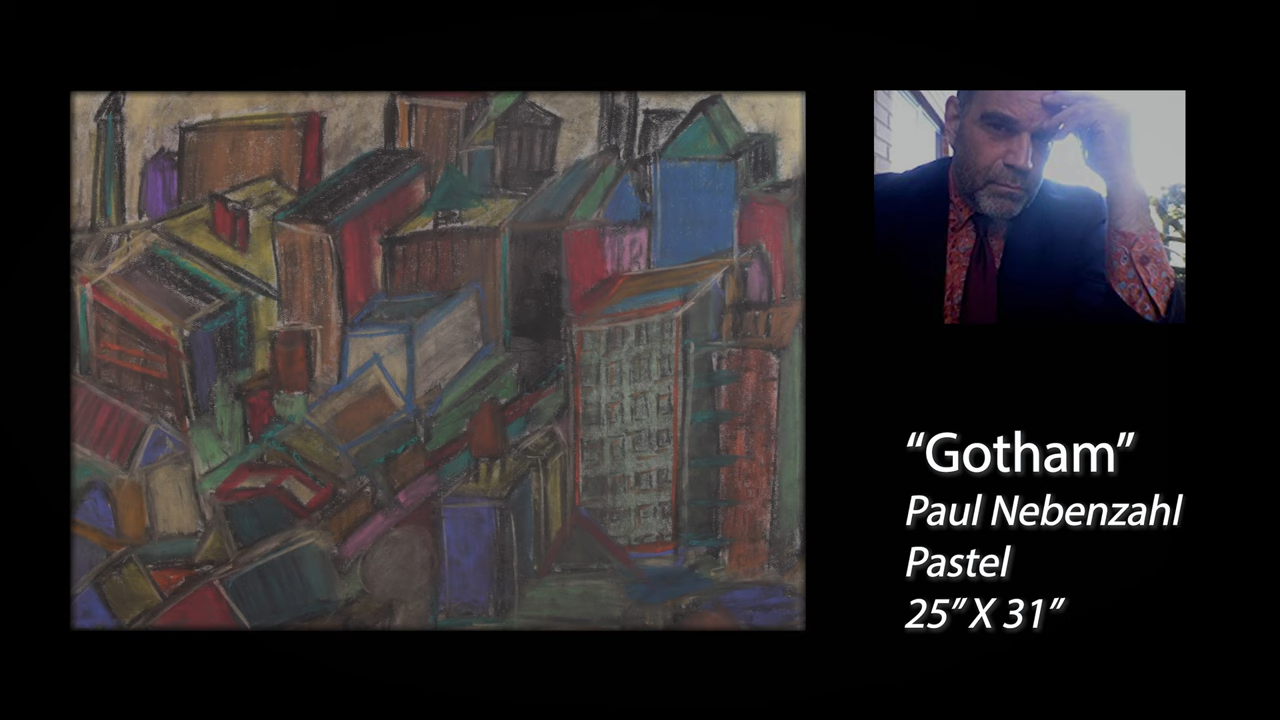 “Gotham”
Paul Nebenzahl
Pastel
25” X 31”